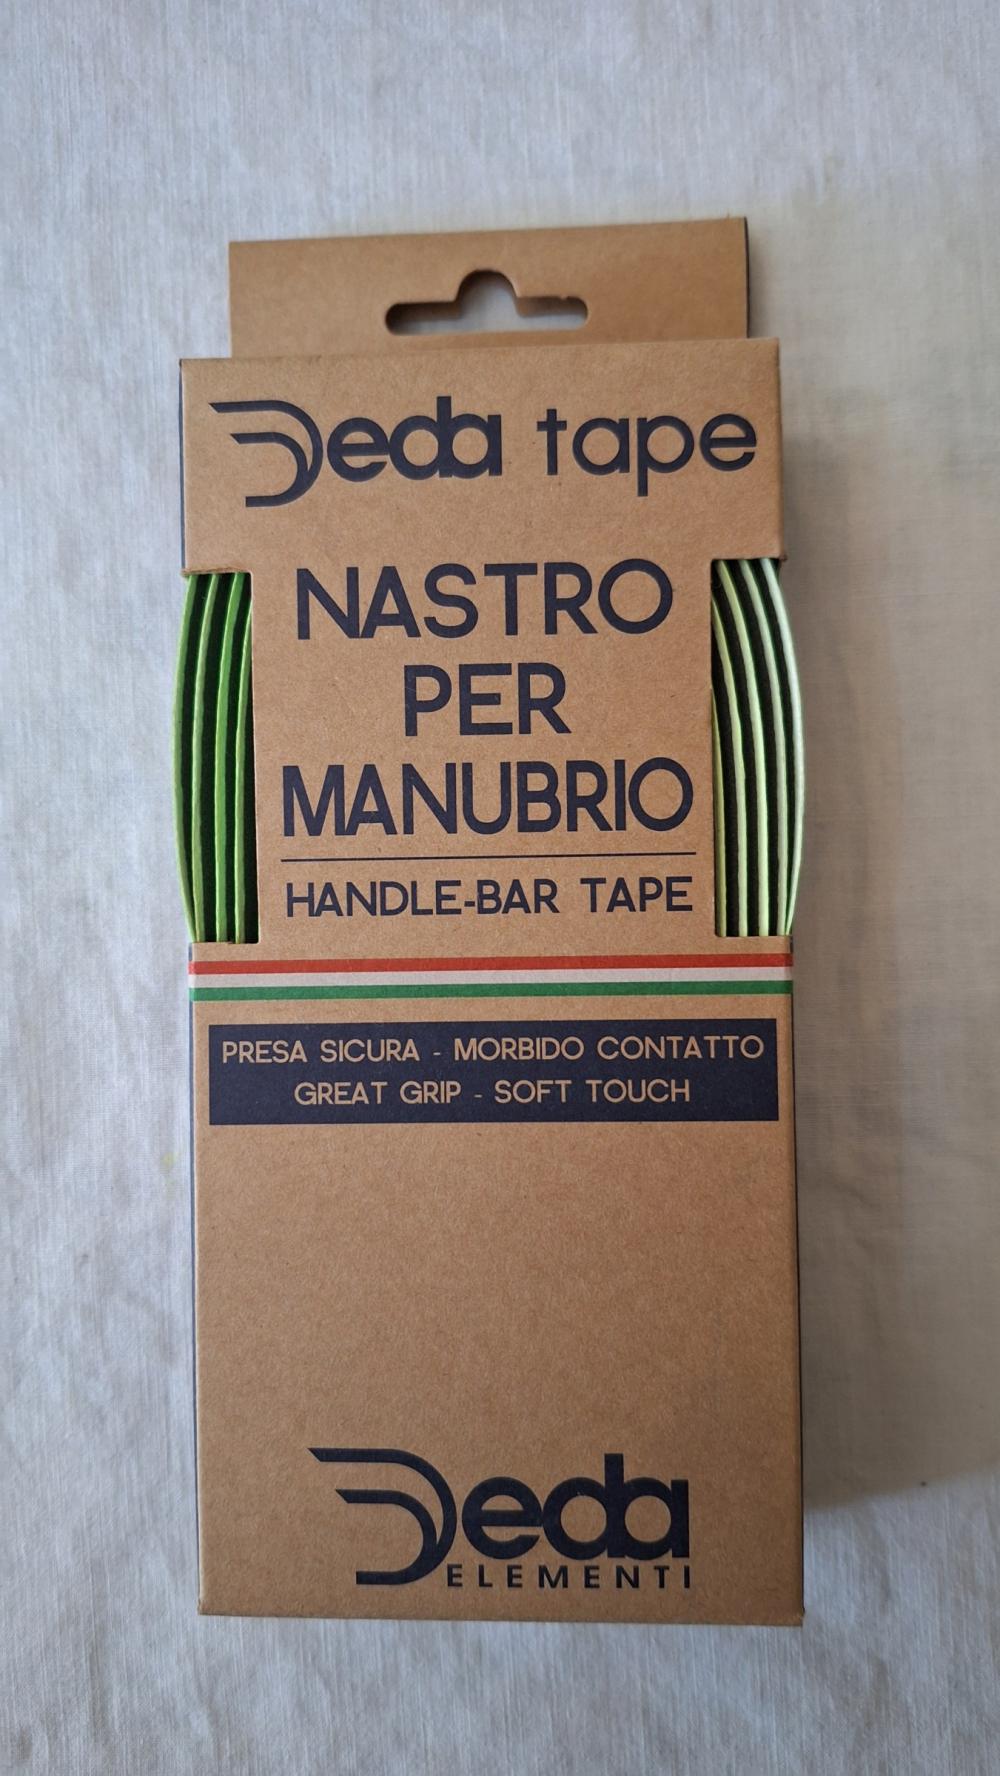 Deda tape
NASTRO
PER
MANUBRIO
HANDLE-BAR TAPE
PRESA SICURA - MORBIDO CONTATTO
GREAT GRIP - SOFT TOUCH
Deda
ELEMENTI